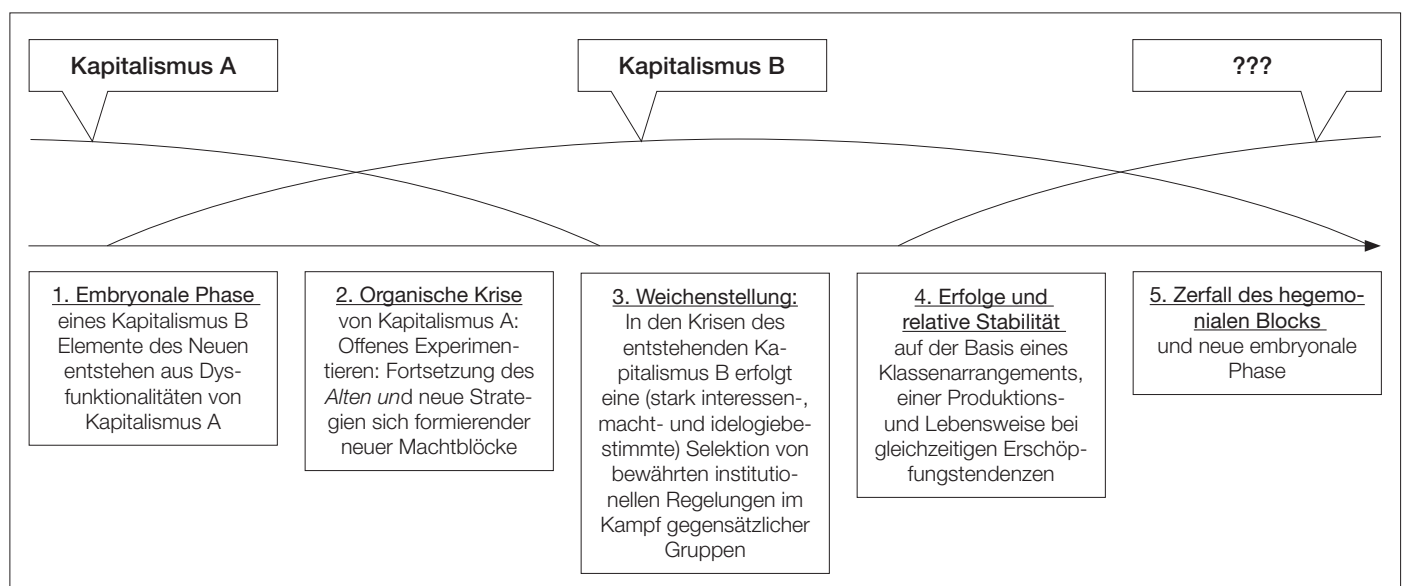 Kapitalismus A
Kapitalismus B
???
1. Embryonale Phase
eines Kapitalismus B
Elemente des Neuen
entstehen aus Dys-
funktionalitäten von
Kapitalismus A
2. Organische Krise
von Kapitalismus A:
Offenes Experimen-
tieren: Fortsetzung des
Alten und neue Strate-
gien sich formierender
neuer Machtblöcke
3. Weichenstellung:
In den Krisen des
entstehenden Ka-
pitalismus B erfolgt
eine (stark interessen-,
macht- und idelogiebe-
stimmte) Selektion von
bewährten institutio-
nellen Regelungen im
Kampf gegensätzlicher
Gruppen
4. Erfolge und
relative Stabilität
auf der Basis eines
Klassenarrangements,
einer Produktions-
und Lebensweise bei
gleichzeitigen Erschöp-
fungstendenzen
5. Zerfall des hegemo-
nialen Blocks
und neue embryonale
Phase